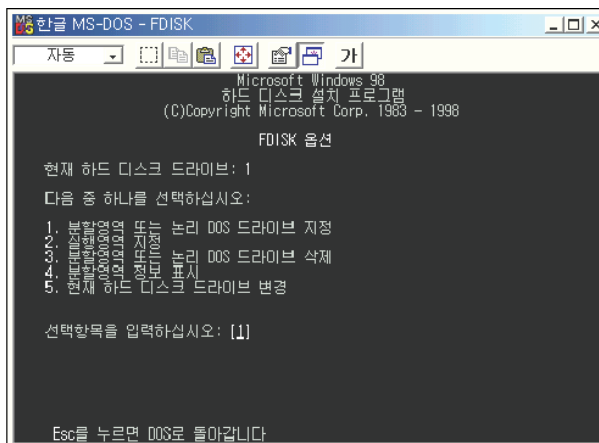 한글 MS-DOS - FDISK
자동
가
Microsoft Windows 98
하드 디스크 설치 프로그램
(C)Copyright Microsoft Corp. 1983 - 1998
FDISK 옵션
현재 하드 디스크 드라이브: 1
다음 중 하나를 선택하십시오:
1. 분할영역 또는 논리 DOS 드라이브 지정
2. 실행영역 지정
3. 분할영역 또는 논리 DOS 드라이브 삭제
4. 분할영역 정보 표시
5. 현재 하드 디스크 드라이브 변경
선택항목을 입력하십시오: [1]
Esc를 누르면 DOS로 돌아갑니다